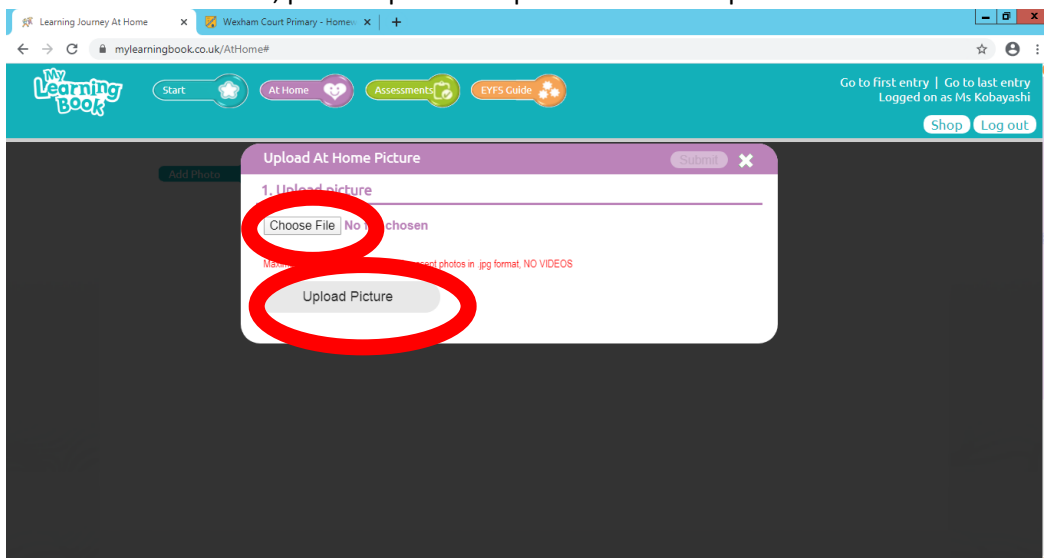 Learning Journey At Home
Wexham Court Primary - Homew
mylearningbook.co.uk/AtHome#
My Learning Book
Start
At Home
Assessments
EYFS Guide
Go to first entry | Go to last entry
Logged on as Ms Kobayashi
Shop
Log out
Add Photo
Upload At Home Picture
Submit
1. Upload picture
Choose File No chosen
photos in .jpg format, NO VIDEOS
Upload Picture